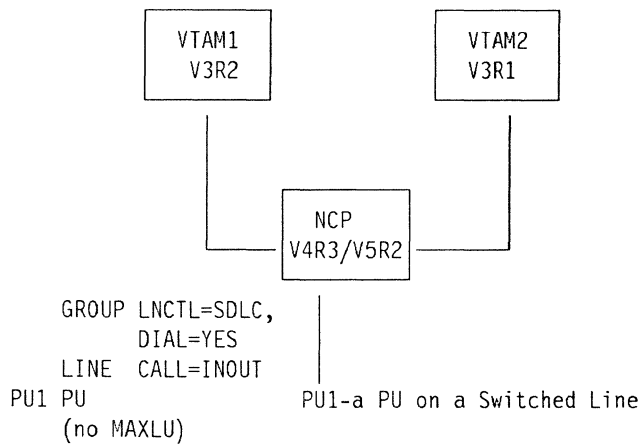 VTAM1
V3R2
VTAM2
V3R1
NCP
V4R3/V5R2
GROUP LNCTL=SDLC,
DIAL=YES
LINE CALL=INOUT
PU1 PU
(no MAXLU)
PU1-a PU on a Switched Line